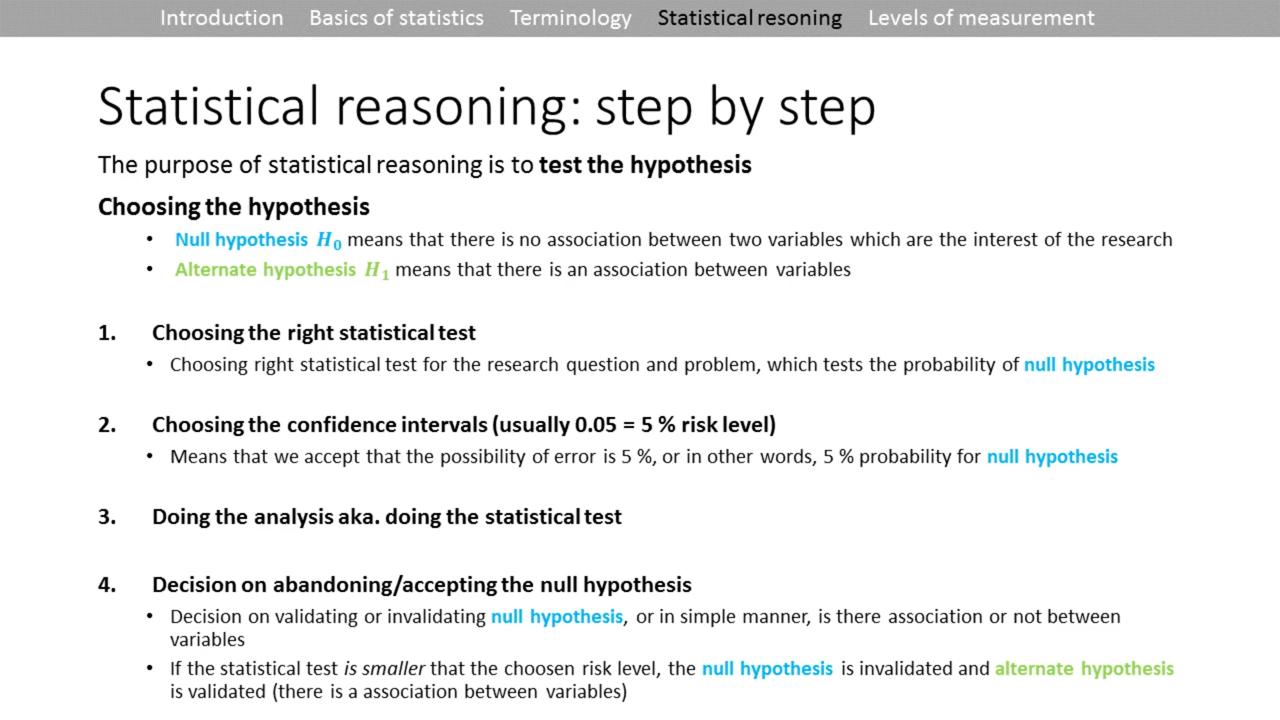 Introduction Basics of statistics Terminology Statistical resoning Levels of measurement
Statistical reasoning: step by step
The purpose of statistical reasoning is to test the hypothesis
Choosing the hypothesis
• Null hypothesis H₀ means that there is no association between two variables which are the interest of the research
• Alternate hypothesis H₁ means that there is an association between variables
1. Choosing the right statistical test
• Choosing right statistical test for the research question and problem, which tests the probability of null hypothesis
2. Choosing the confidence intervals (usually 0.05 = 5 % risk level)
• Means that we accept that the possibility of error is 5 %, or in other words, 5 % probability for null hypothesis
3. Doing the analysis aka. doing the statistical test
4. Decision on abandoning/accepting the null hypothesis
• Decision on validating or invalidating null hypothesis, or in simple manner, is there association or not between
variables
• If the statistical test is smaller that the choosen risk level, the null hypothesis is invalidated and alternate hypothesis
is validated (there is a association between variables)